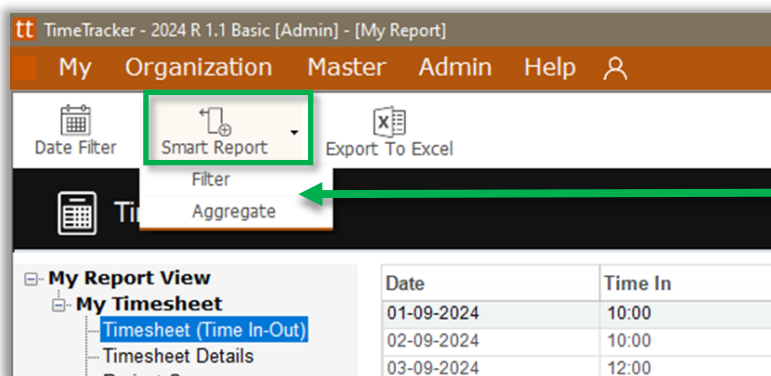 tt TimeTracker - 2024 R 1.1 Basic [Admin] - [My Report]
My Organization Master Admin Help
Date Filter Smart Report Export To Excel
Filter
Aggregate
My Report View
My Timesheet
Timesheet (Time In-Out)
Timesheet Details
Date Time In
01-09-2024 10:00
02-09-2024 10:00
03-09-2024 12:00